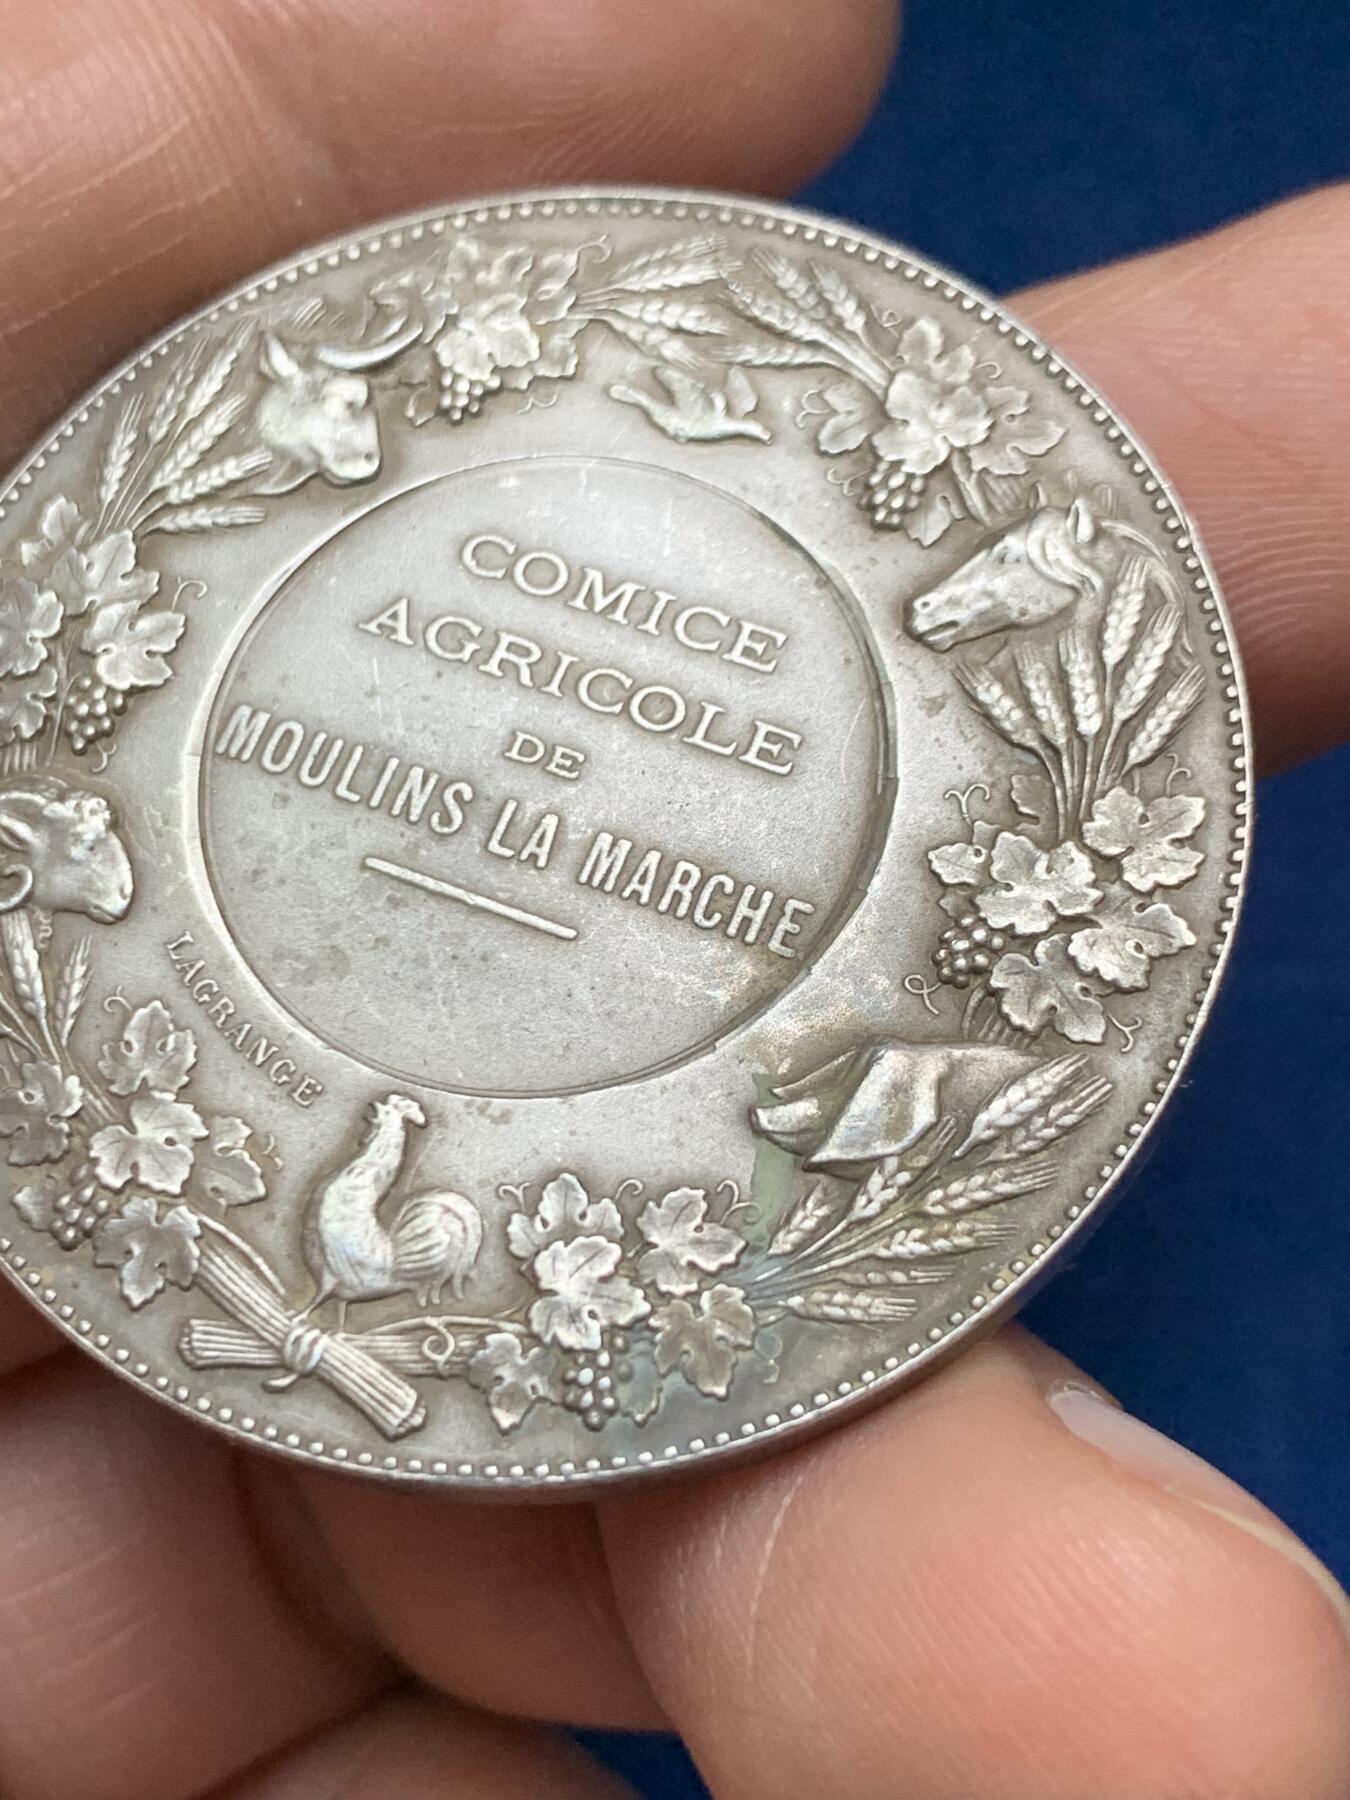 COMICE
AGRICOLE
DE
MOULINS LA MARCHE
LAGRANGE